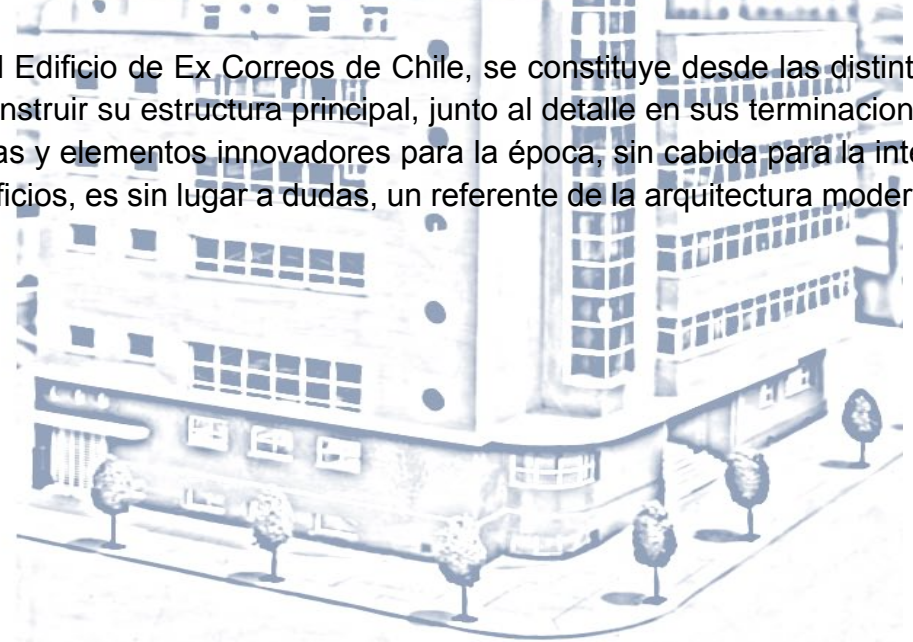 l Edificio de Ex Correos de Chile, se constituye desde las distint
nstruir su estructura principal, junto al detalle en sus terminacion
as y elementos innovadores para la época, sin cabida para la inte
ficios, es sin lugar a dudas, un referente de la arquitectura moder